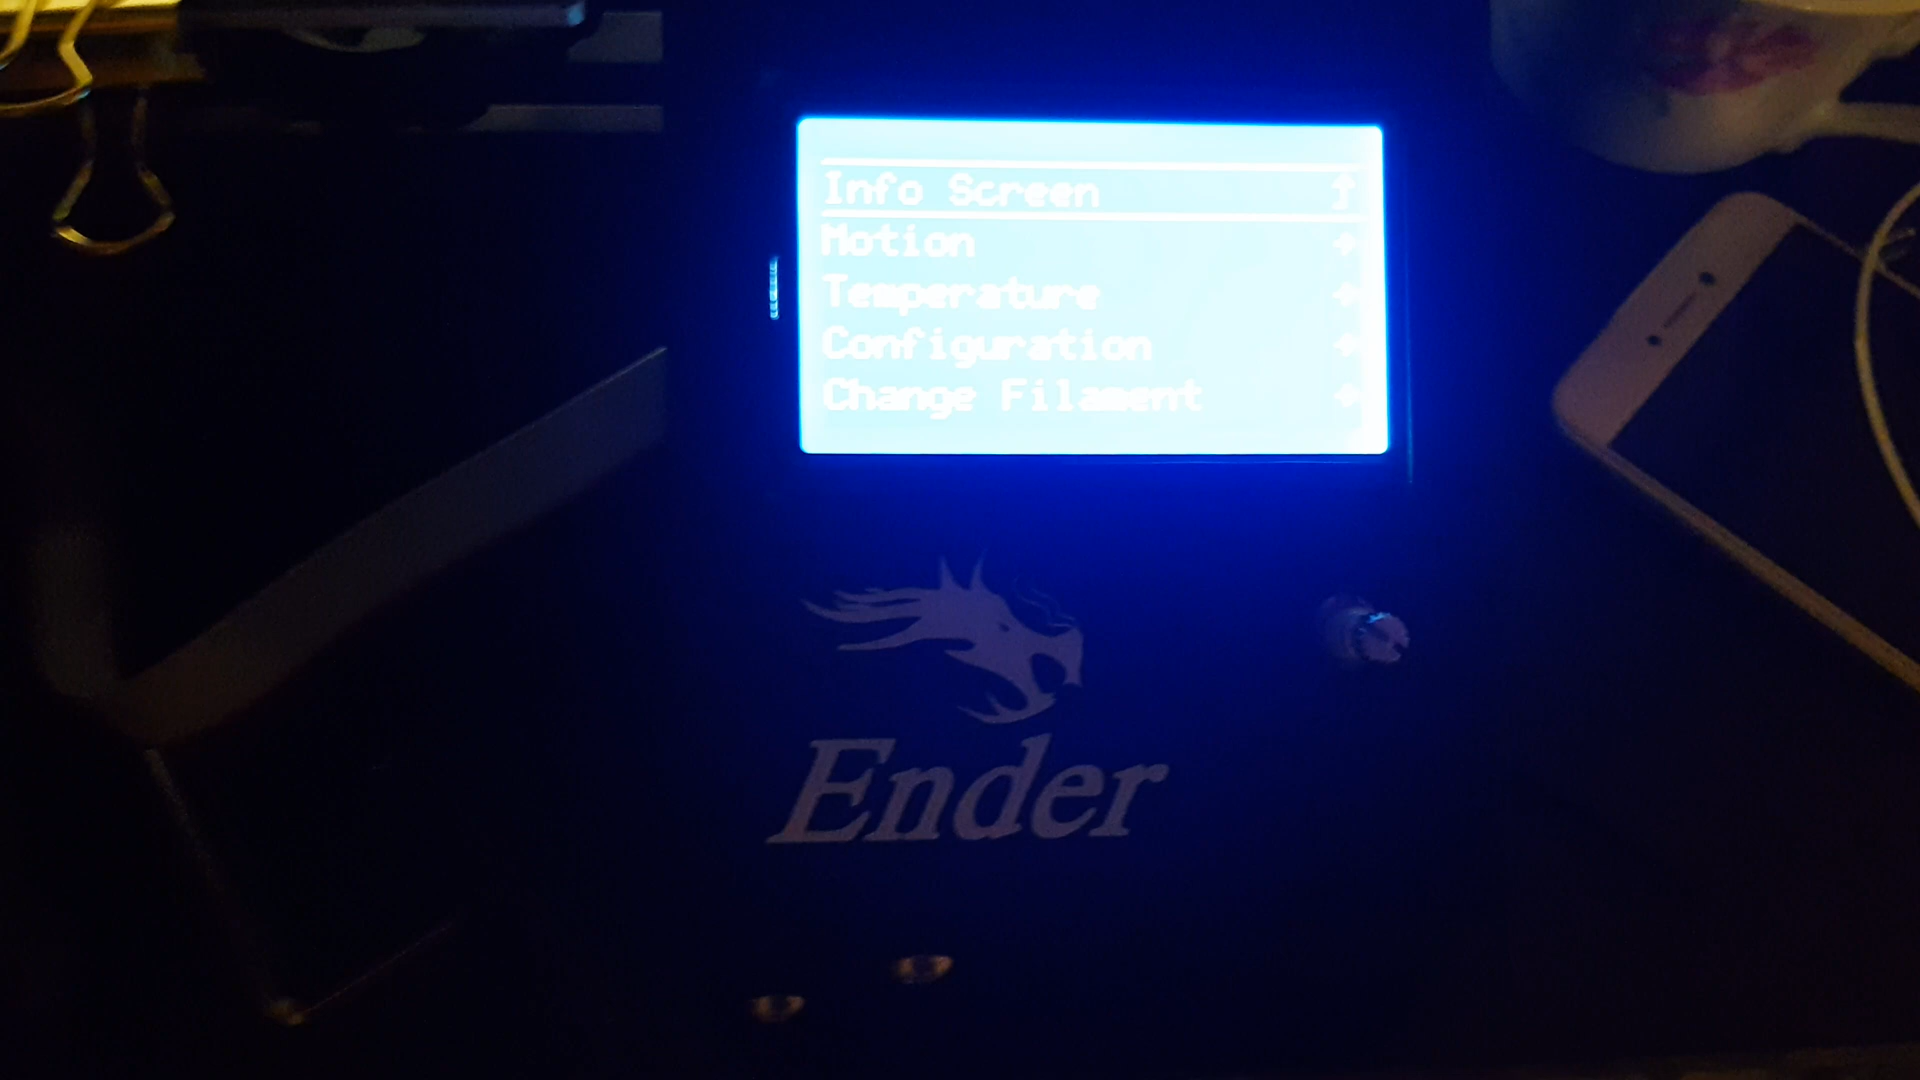 Info Screen
Motion
Temperature
Configuration
Change Filament
Ender